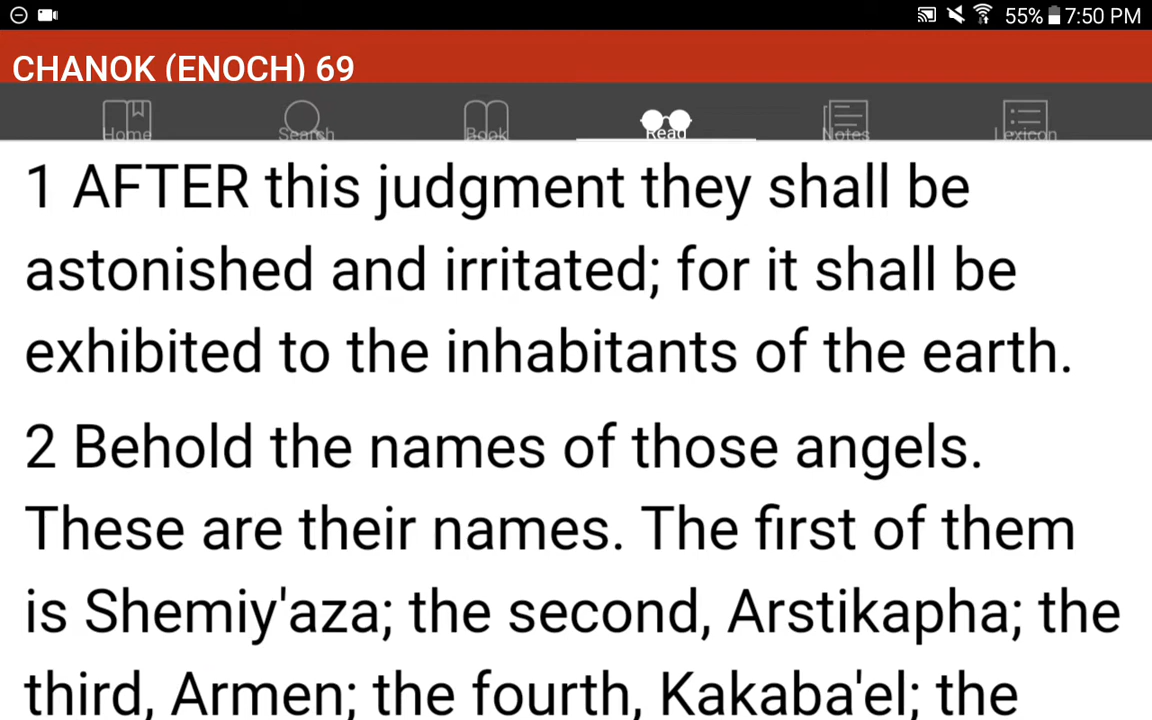 55% 7:50 PM
CHANOK (ENOCH) 69
Home Search Book Read Notes Lexicon
1 AFTER this judgment they shall be
astonished and irritated; for it shall be
exhibited to the inhabitants of the earth.
2 Behold the names of those angels.
These are their names. The first of them
is Shemiy'aza; the second, Arstikapha; the
third, Armen; the fourth, Kakaba'el; the